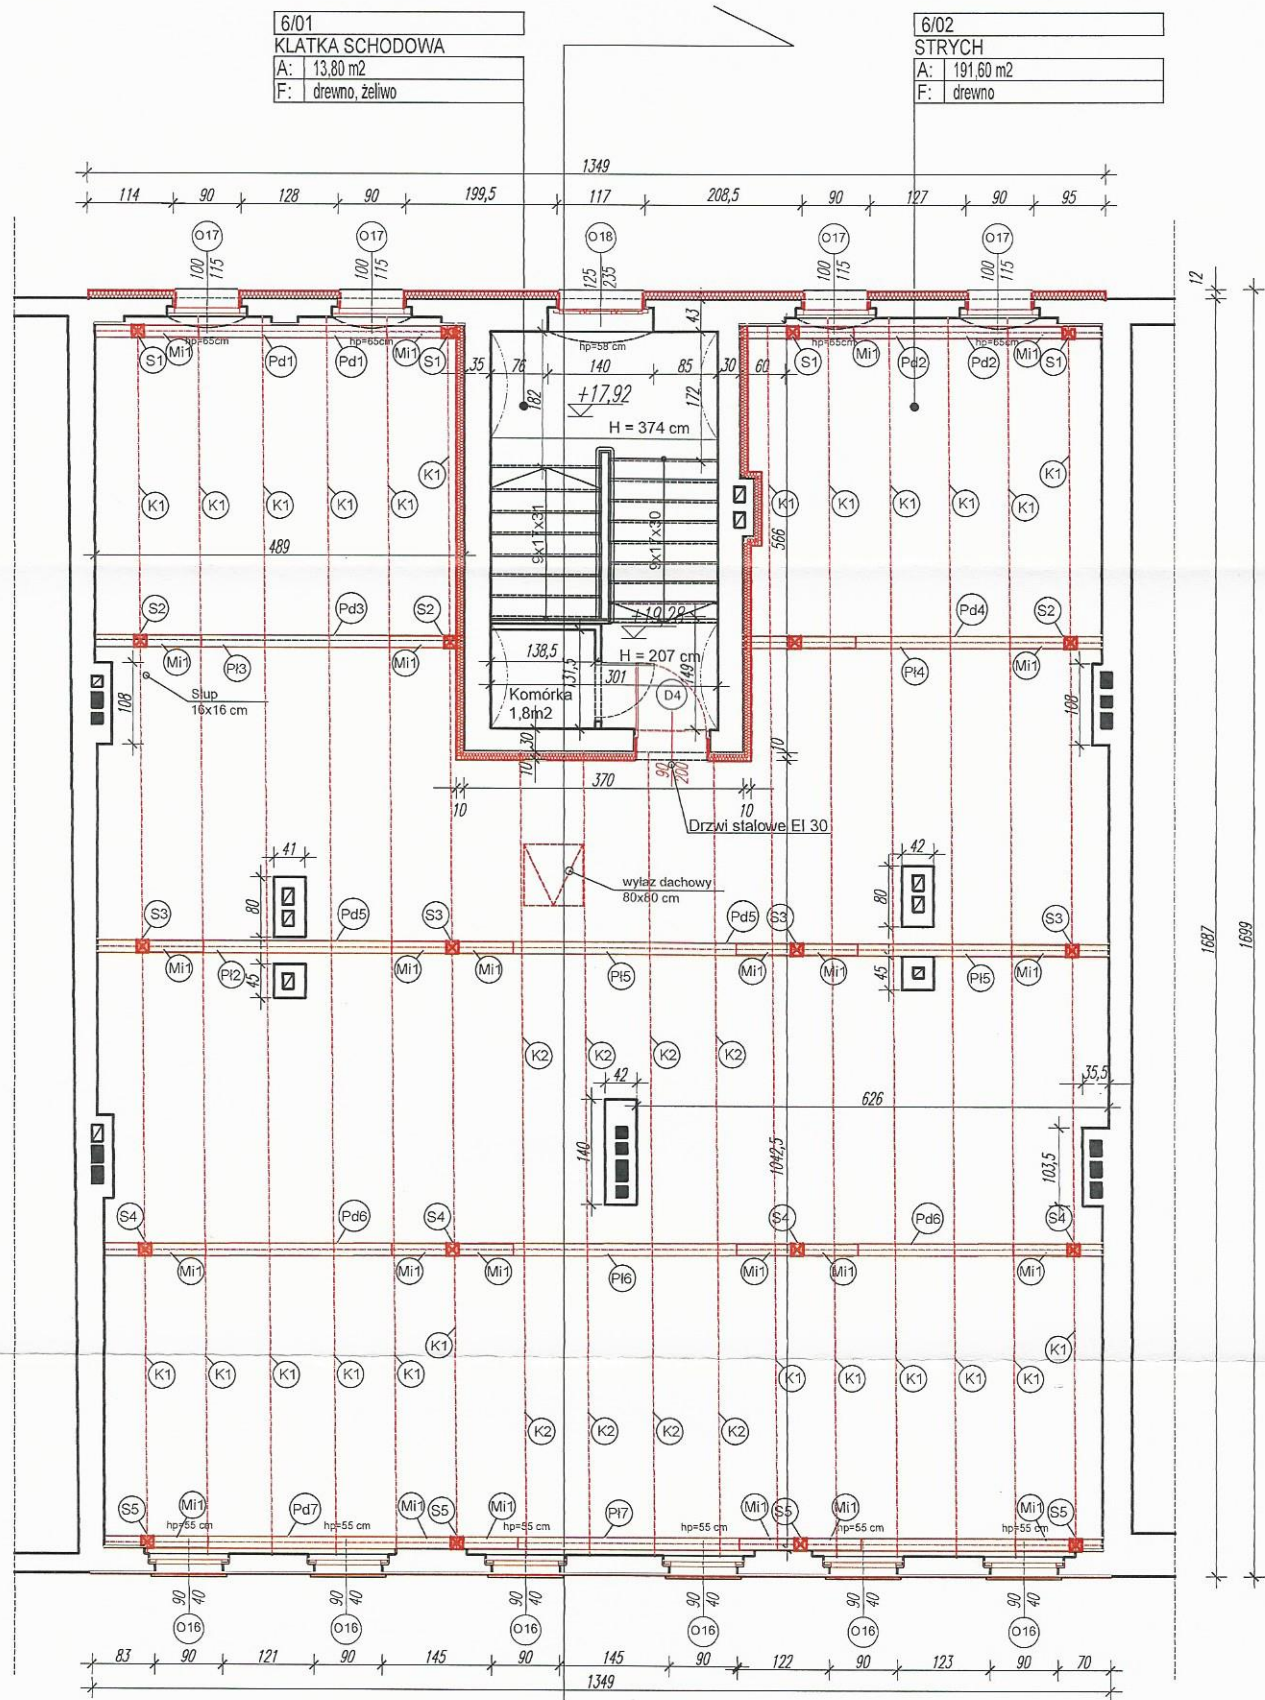 6/01
KLATKA SCHODOWA
A: 13,80 m2
F: drewno, żeliwo
6/02
STRYCH
A: 191,60 m2
F: drewno
1349
114 90 128 90 199,5 117 208,5 90 127 90 95
O17 O17 O18 O17 O17
100 115 100 115 125 235 100 115 100 115
12
43
hp=65cm hp=58 cm hp=65cm hp=65cm
S1 Mi1 Pd1 Pd1 Mi1 S1 S1 Mi1 Pd2 Pd2 Mi1 S1
35 76 140 85 30 60
182 172
+17,92
H = 374 cm
K1 K1
K1 K1 K1 K1 K1 K1 K1 K1 K1 K1
489
9x17x31 9x17x30
566
S2 Pd3 S2 Pd4 S2
+19,28
Mi1 Pł3 Mi1 Pł4 Mi1
138,5
H = 207 cm
131,5 301 149
D4
Słup
16x16 cm
Komórka
1,8m2
108 108
30 10 10
90 200
370
10 10
Drzwi stalowe EI 30
41 42
wyłaz dachowy
80x80 cm
80 80
S3 Pd5 S3 Pd5 S3 S3
Mi1 Pł2 Mi1 Mi1 Pł5 Mi1 Mi1 Pł5 Mi1
45 45
1687 1699
K2 K2 K2 K2
42 35,5
626
140 1042,5 103,5
S4 Pd6 S4 S4 Pd6 S4
Mi1 Mi1 Mi1 Pł6 Mi1 Mi1 Mi1
K1 K1
K1 K1 K1 K1 K1 K1 K1 K1 K1 K1
K2 K2 K2 K2
S5 Mi1 Pd7 Mi1 S5 Mi1 Pł7 Mi1 S5 Mi1 Mi1 S5
hp=55 cm hp=55 cm hp=55 cm hp=55 cm hp=55 cm hp=55 cm
90 40 90 40 90 40 90 40 90 40 90 40
O16 O16 O16 O16 O16 O16
83 90 121 90 145 90 145 90 122 90 123 90 70
1349